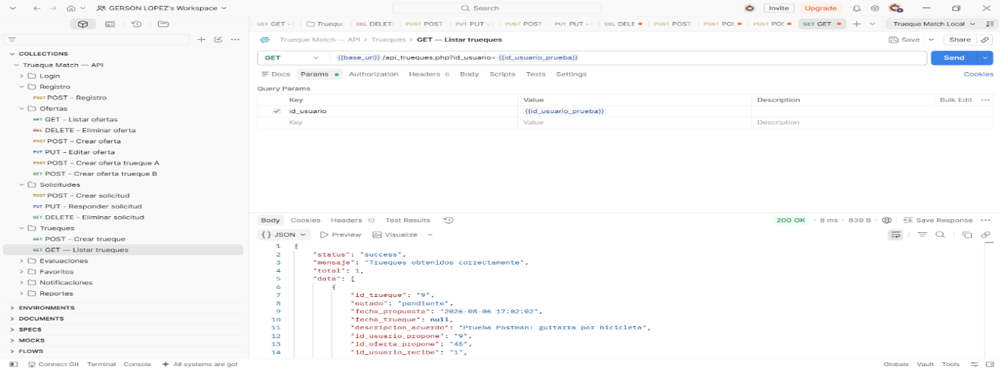 GERSON LOPEZ's Workspace
Search
Invite
Upgrade
GET GET
Trueque
DEL DELETI
POST POST
PUT PUT -
POST POST
PUT PUT -
DEL DELE
POST POST
POST POS
POST POS
GET GET
Trueque Match Local
COLLECTIONS
Trueque Match — API
Login
Registro
POST POST - Registro
Ofertas
GET GET - Listar ofertas
DEL DELETE - Eliminar oferta
POST POST - Crear oferta
PUT PUT - Editar oferta
POST POST - Crear oferta trueque A
GET POST - Crear oferta trueque B
Solicitudes
POST POST - Crear solicitud
PUT PUT - Responder solicitud
GET DELETE - Eliminar solicitud
Trueques
GET POST - Crear trueque
GET GET — Listar trueques
Evaluaciones
Favoritos
Notificaciones
Reportes
ENVIRONMENTS
DOCUMENTS
SPECS
MOCKS
FLOWS
Trueque Match — API > Trueques > GET — Listar trueques
Save
Share
GET
{{base_url}} /api_trueques.php?id_usuario= {{id_usuario_prueba}}
Send
Docs Params Authorization Headers 6 Body Scripts Tests Settings
Cookies
Query Params
Key Value Description Bulk Edit
id_usuario {{id_usuario_prueba}}
Key Value Description
Body Cookies Headers 10 Test Results
200 OK 8 ms 839 B Save Response
{} JSON Preview Visualize
1 {
2 "status": "success",
3 "mensaje": "Trueques obtenidos correctamente",
4 "total": 1,
5 "data": [
6 {
7 "id_trueque": "9",
8 "estado": "pendiente",
9 "fecha_propuesta": "2026-08-06 17:02:02",
10 "fecha_trueque": null,
11 "descripcion_acuerdo": "Prueba Postman: guitarra por bicicleta",
12 "id_usuario_propone": "9",
13 "id_oferta_propone": "45",
14 "id_usuario_recibe": "1",
Connect Git Terminal Console All systems are go!
Globals Vault Tools